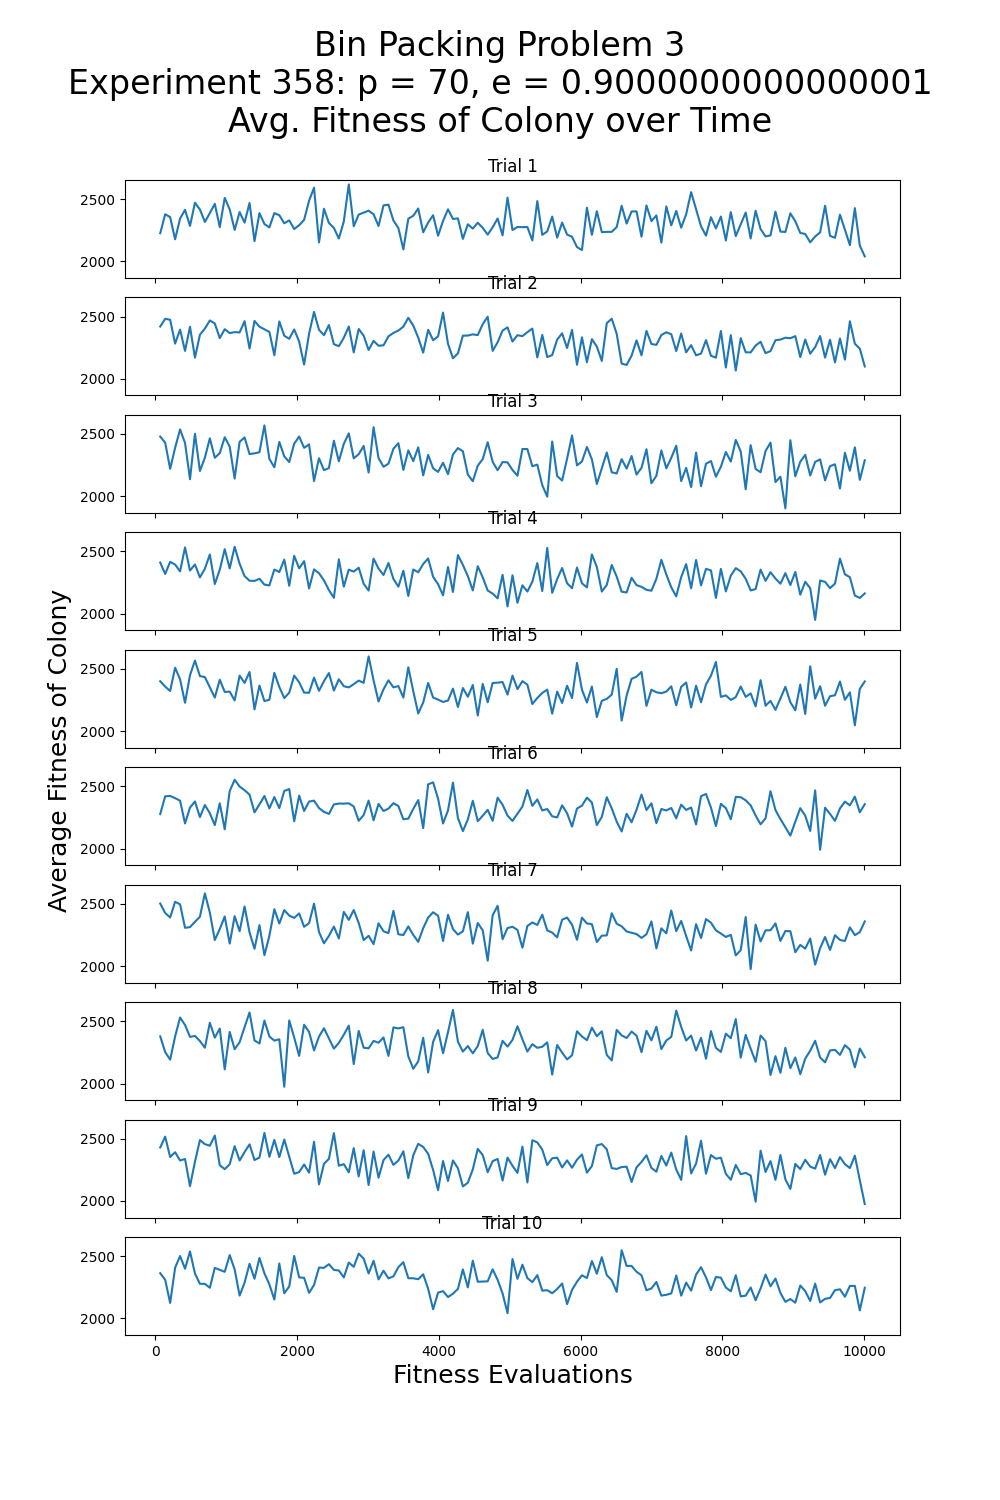 Bin Packing Problem 3
Experiment 358: p = 70, e = 0.9000000000000001
Avg. Fitness of Colony over Time
Trial 1
2500
2000
Trial 2
2500
2000
Trial 3
2500
2000
Trial 4
2500
2000
Trial 5
2500
2000
Trial 6
2500
2000
Trial 7
2500
2000
Trial 8
2500
2000
Trial 9
2500
2000
Trial 10
2500
2000
Average Fitness of Colony
0 2000 4000 6000 8000 10000
Fitness Evaluations